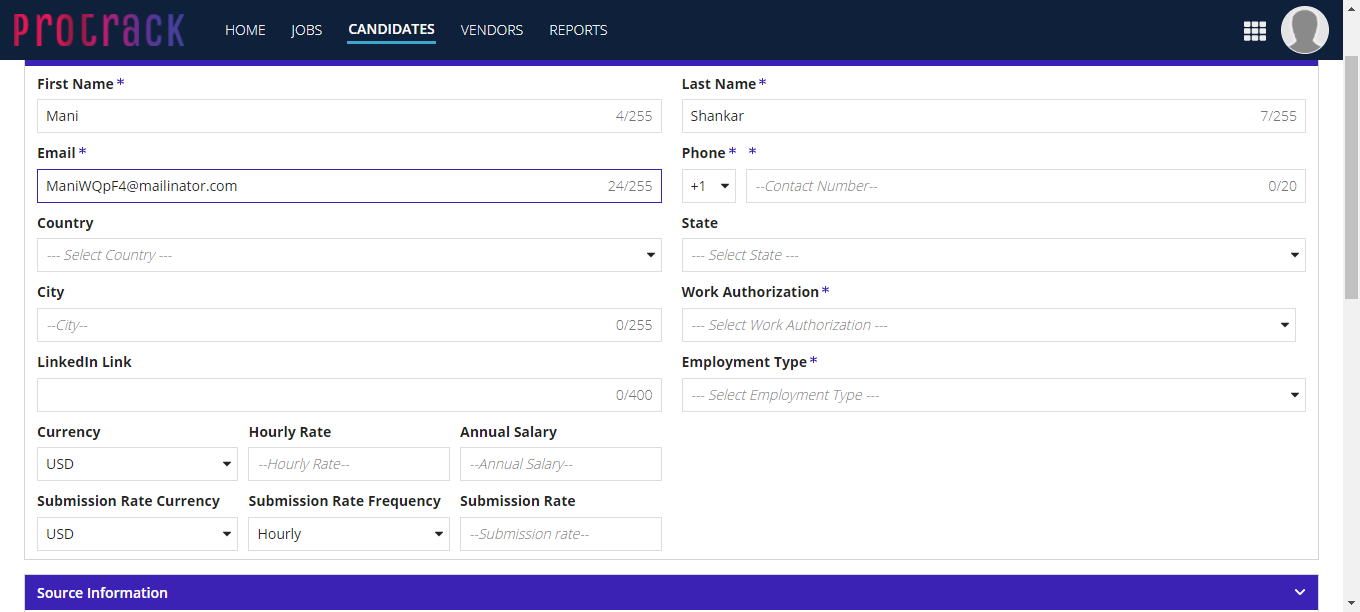 protrack HOME JOBS CANDIDATES VENDORS REPORTS
First Name * Last Name *
Mani 4/255 Shankar 7/255
Email * Phone * *
ManiWQpF4@mailinator.com 24/255 +1 --Contact Number-- 0/20
Country State
--- Select Country --- --- Select State ---
City Work Authorization *
--City-- 0/255 --- Select Work Authorization ---
LinkedIn Link Employment Type *
0/400 --- Select Employment Type ---
Currency Hourly Rate Annual Salary
USD --Hourly Rate-- --Annual Salary--
Submission Rate Currency Submission Rate Frequency Submission Rate
USD Hourly --Submission rate--
Source Information